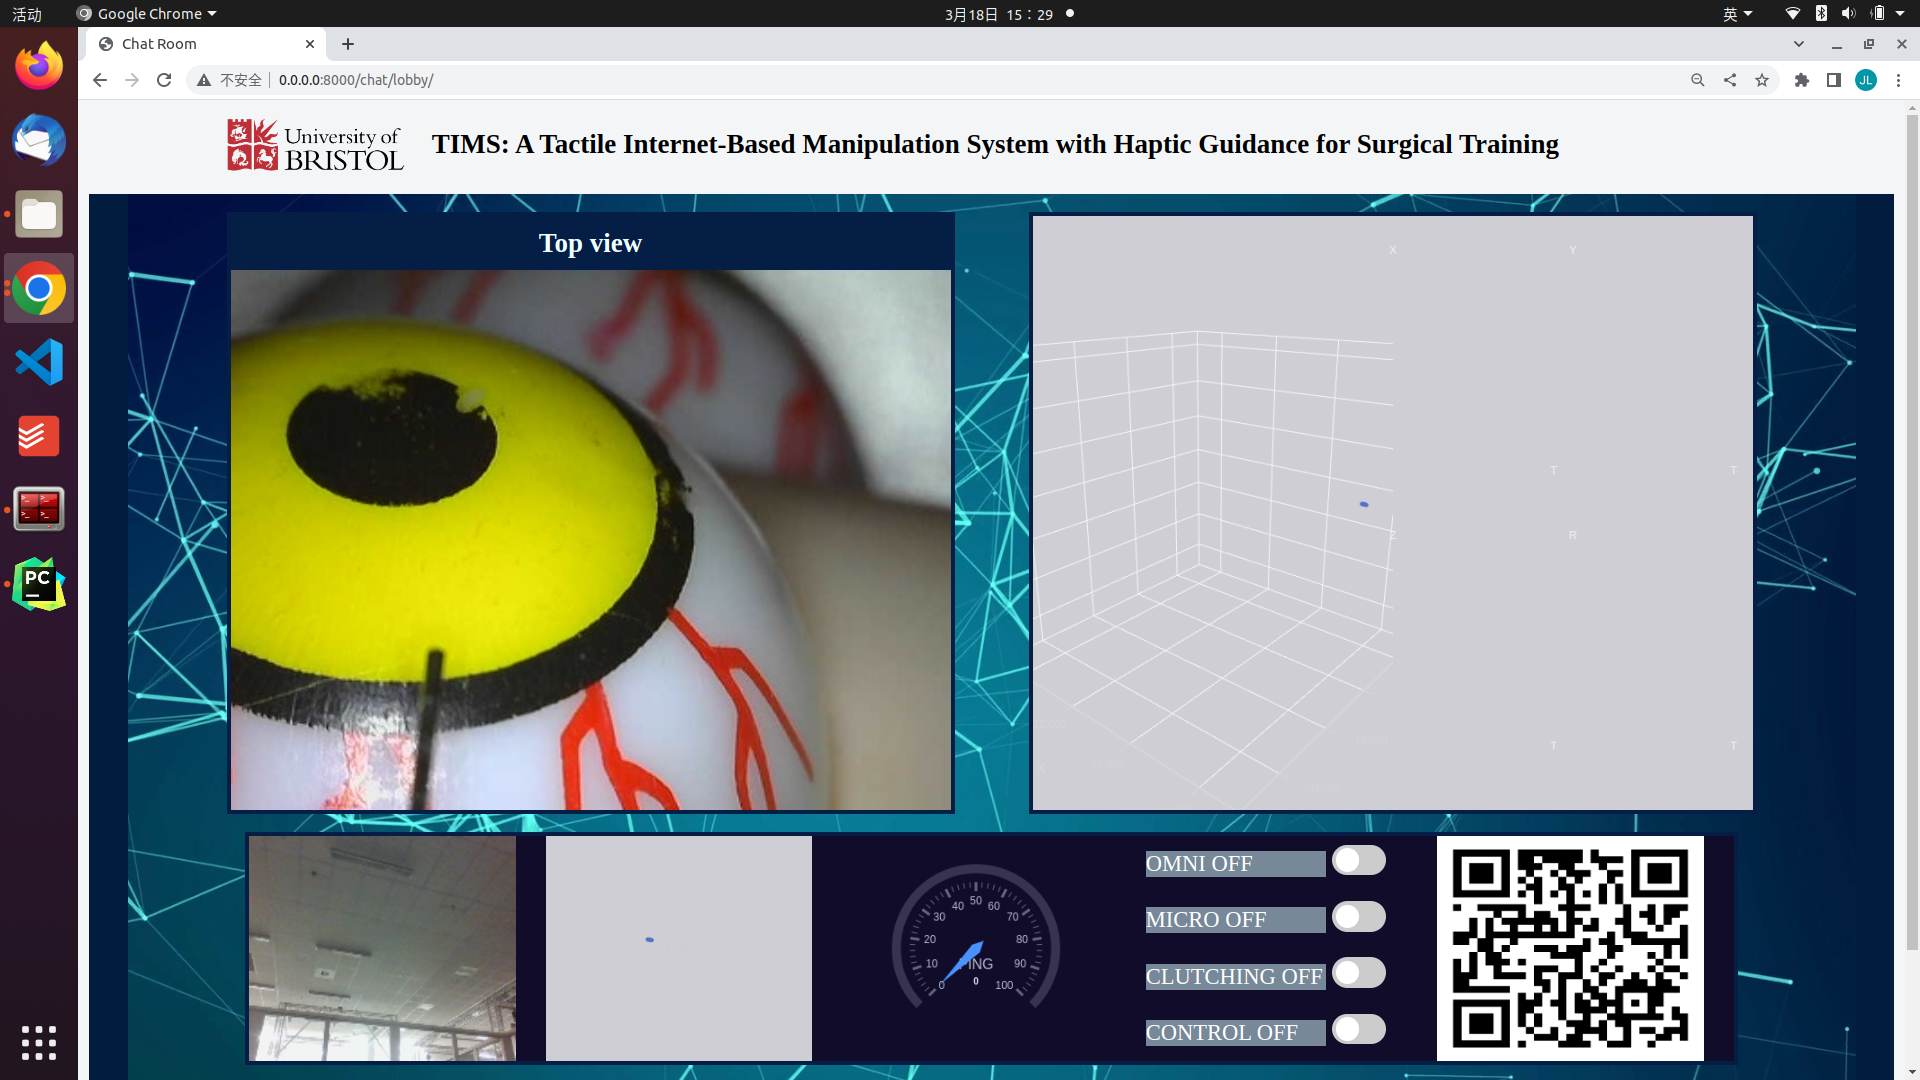 活动
Google Chrome
3月18日 15：29
英
Chat Room
不安全
0.0.0.0:8000/chat/lobby/
JL
University of
BRISTOL
TIMS: A Tactile Internet-Based Manipulation System with Haptic Guidance for Surgical Training
Top view
X
Y
T
T
Z
R
T
T
X
PC
0
10
20
30
40
50
60
70
80
90
100
PING
0
OMNI OFF
MICRO OFF
CLUTCHING OFF
CONTROL OFF